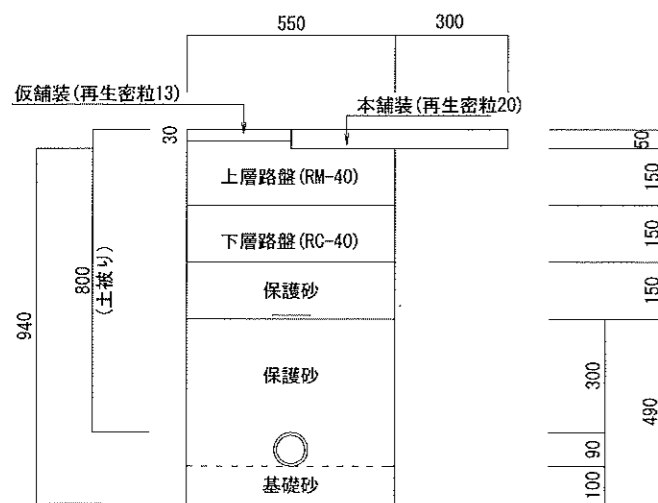 550
300
仮舗装(再生密粒13)
本舗装(再生密粒20)
30
50
上層路盤(RM-40)
150
下層路盤(RC-40)
150
保護砂
150
800
(土被り)
940
保護砂
300
490
90
基礎砂
100